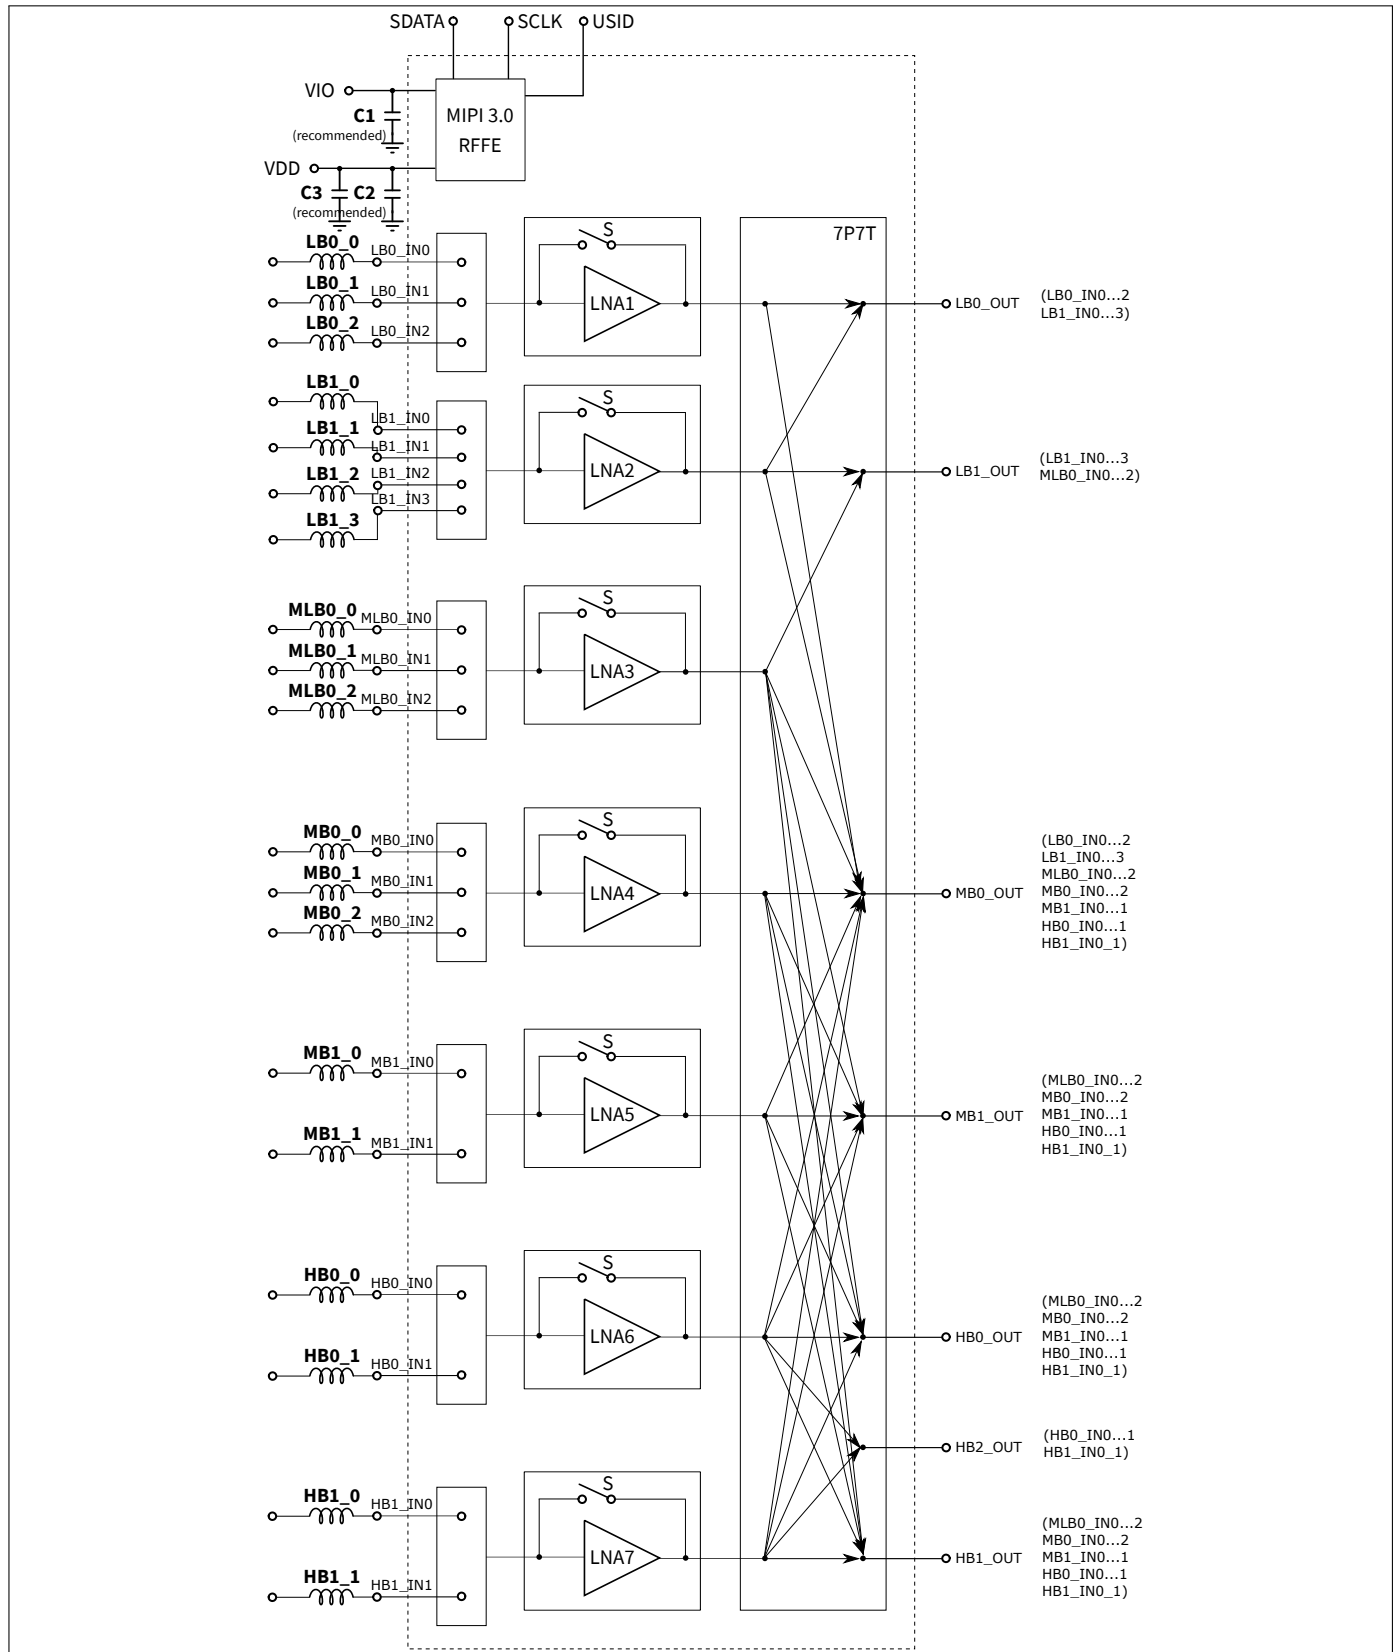 SDATA SCLK USID
VIO
C1
(recommended)
MIPI 3.0
RFFE
VDD
C3 C2
(recommended)
7P7T
LB0_0 LB0_IN0
LB0_1 LB0_IN1
LB0_2 LB0_IN2
S
LNA1
LB0_OUT
(LB0_IN0...2
LB1_IN0...3)
LB1_0 LB1_IN0
LB1_1 LB1_IN1
LB1_2 LB1_IN2
LB1_3 LB1_IN3
S
LNA2
LB1_OUT
(LB1_IN0...3
MLB0_IN0...2)
MLB0_0 MLB0_IN0
MLB0_1 MLB0_IN1
MLB0_2 MLB0_IN2
S
LNA3
MB0_0 MB0_IN0
MB0_1 MB0_IN1
MB0_2 MB0_IN2
S
LNA4
MB0_OUT
(LB0_IN0...2
LB1_IN0...3
MLB0_IN0...2
MB0_IN0...2
MB1_IN0...1
HB0_IN0...1
HB1_IN0_1)
MB1_0 MB1_IN0
MB1_1 MB1_IN1
S
LNA5
MB1_OUT
(MLB0_IN0...2
MB0_IN0...2
MB1_IN0...1
HB0_IN0...1
HB1_IN0_1)
HB0_0 HB0_IN0
HB0_1 HB0_IN1
S
LNA6
HB0_OUT
(MLB0_IN0...2
MB0_IN0...2
MB1_IN0...1
HB0_IN0...1
HB1_IN0_1)
HB2_OUT
(HB0_IN0...1
HB1_IN0_1)
HB1_0 HB1_IN0
HB1_1 HB1_IN1
S
LNA7
HB1_OUT
(MLB0_IN0...2
MB0_IN0...2
MB1_IN0...1
HB0_IN0...1
HB1_IN0_1)